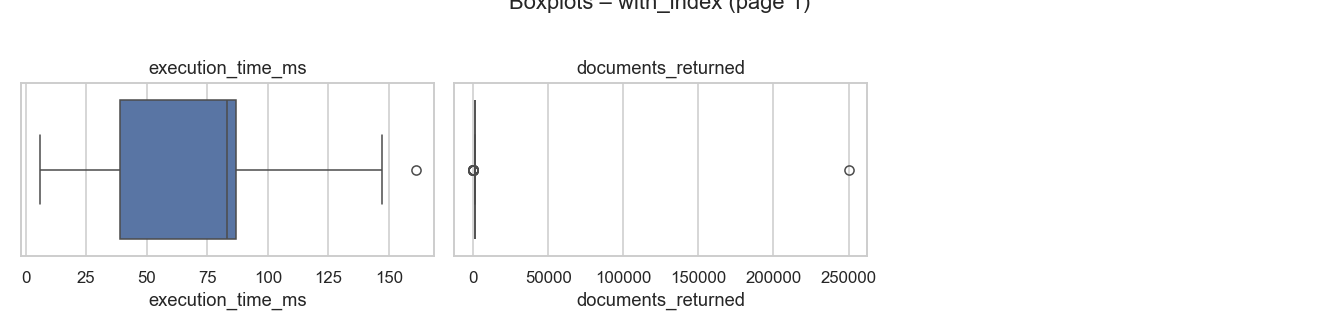 Boxplots – with_index (page 1)
execution_time_ms
documents_returned
0 25 50 75 100 125 150
0 50000 100000 150000 200000 250000
execution_time_ms
documents_returned